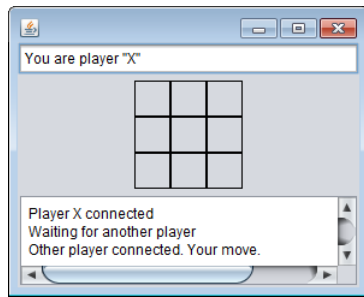 You are player "X"
Player X connected
Waiting for another player
Other player connected. Your move.